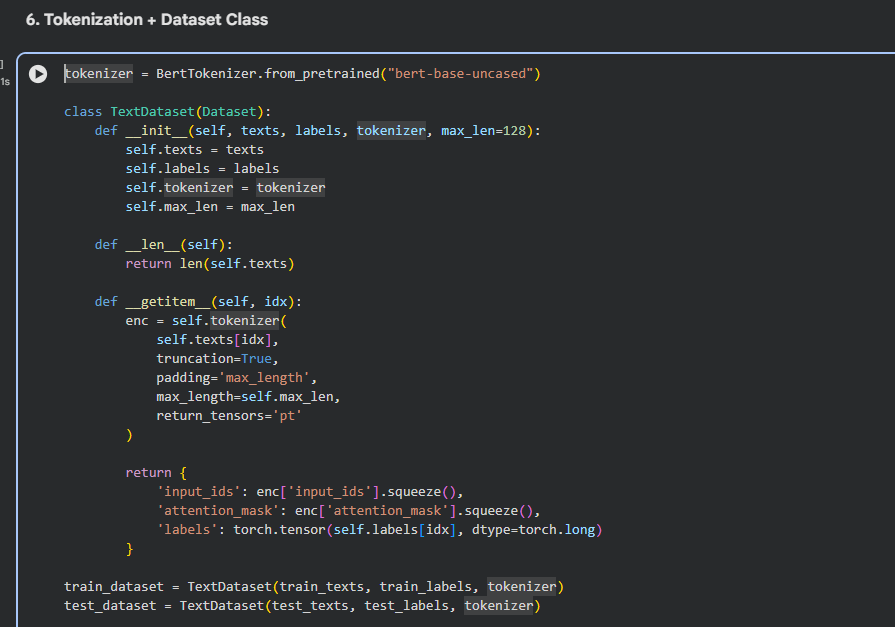 6. Tokenization + Dataset Class
]
1s
tokenizer = BertTokenizer.from_pretrained("bert-base-uncased")
class TextDataset(Dataset):
    def __init__(self, texts, labels, tokenizer, max_len=128):
        self.texts = texts
        self.labels = labels
        self.tokenizer = tokenizer
        self.max_len = max_len
    def __len__(self):
        return len(self.texts)
    def __getitem__(self, idx):
        enc = self.tokenizer(
            self.texts[idx],
            truncation=True,
            padding='max_length',
            max_length=self.max_len,
            return_tensors='pt'
        )
        return {
            'input_ids': enc['input_ids'].squeeze(),
            'attention_mask': enc['attention_mask'].squeeze(),
            'labels': torch.tensor(self.labels[idx], dtype=torch.long)
        }
train_dataset = TextDataset(train_texts, train_labels, tokenizer)
test_dataset = TextDataset(test_texts, test_labels, tokenizer)